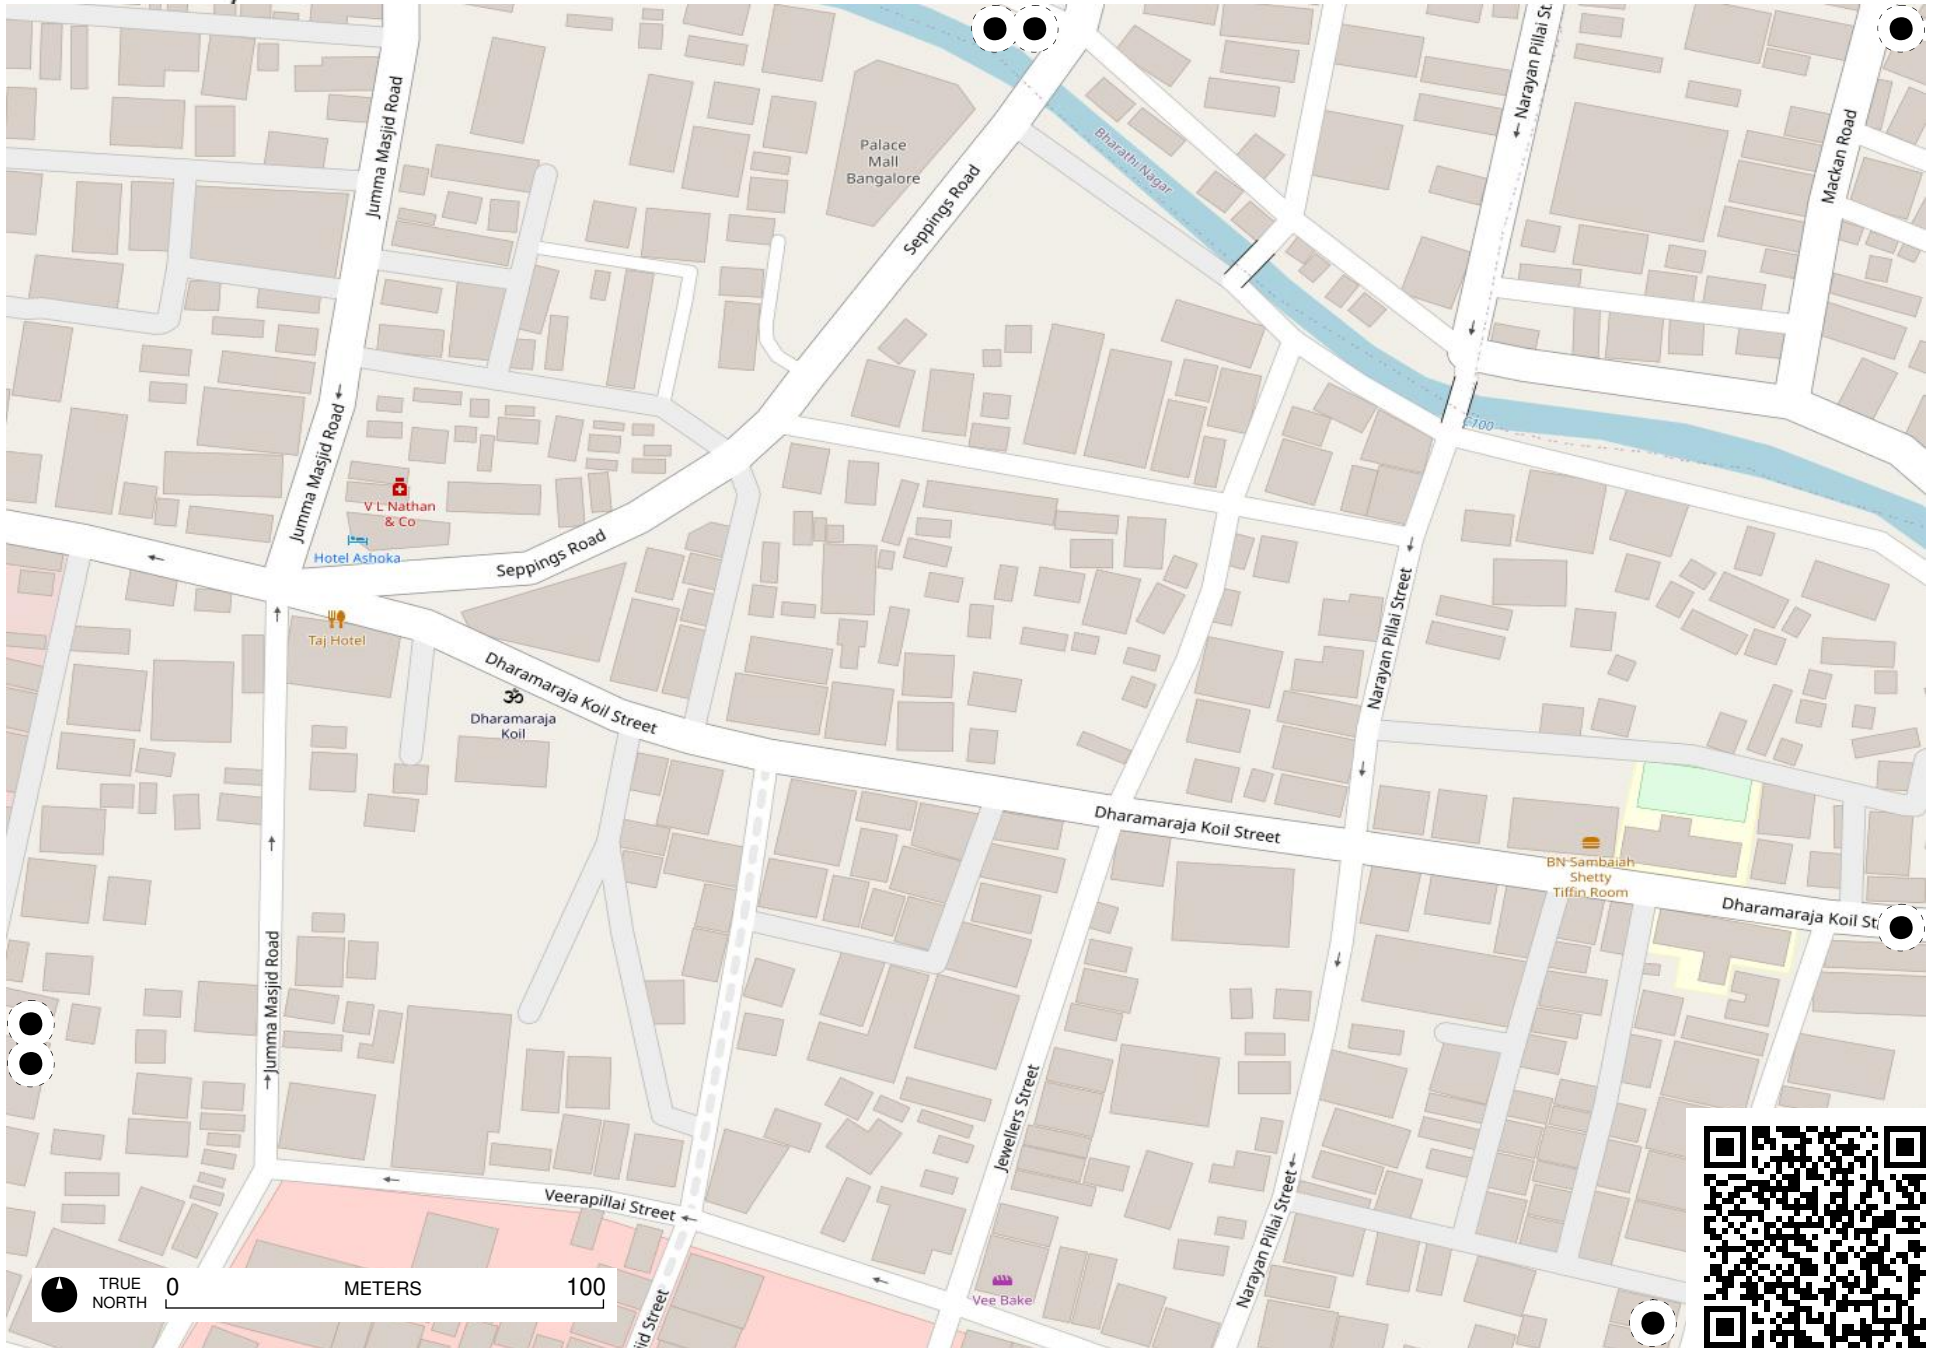 Narayan Pillai St
Jumma Masjid Road
Palace
Mall
Bangalore
Seppings Road
Bharathi Nagar
Mackan Road
Jumma Masjid Road
C100
V L Nathan
& Co
Hotel Ashoka
Seppings Road
Taj Hotel
Narayan Pillai Street
Dharamaraja Koil Street
Dharamaraja
Koil
Dharamaraja Koil Street
BN Sambaiah
Shetty
Tiffin Room
Dharamaraja Koil St
Jumma Masjid Road
Jewellers Street
Veerapillai Street
Narayan Pillai Street
Vee Bake
id Street
TRUE
NORTH
0 METERS 100